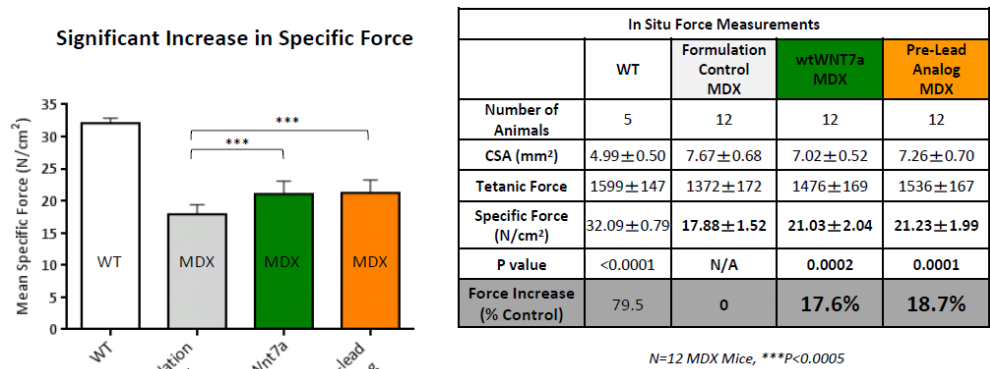 Significant Increase in Specific Force
Mean Specific Force (N/cm²)
35
30
25
20
15
10
5
0
***
***
WT
MDX
MDX
MDX
WT
Wnt7a
In Situ Force Measurements
WT
Formulation Control MDX
wtWNT7a MDX
Pre-Lead Analog MDX
Number of Animals 5 12 12 12
CSA (mm²) 4.99±0.50 7.67±0.68 7.02±0.52 7.26±0.70
Tetanic Force 1599±147 1372±172 1476±169 1536±167
Specific Force (N/cm²) 32.09±0.79 17.88±1.52 21.03±2.04 21.23±1.99
P value <0.0001 N/A 0.0002 0.0001
Force Increase (% Control) 79.5 0 17.6% 18.7%
N=12 MDX Mice, ***P<0.0005